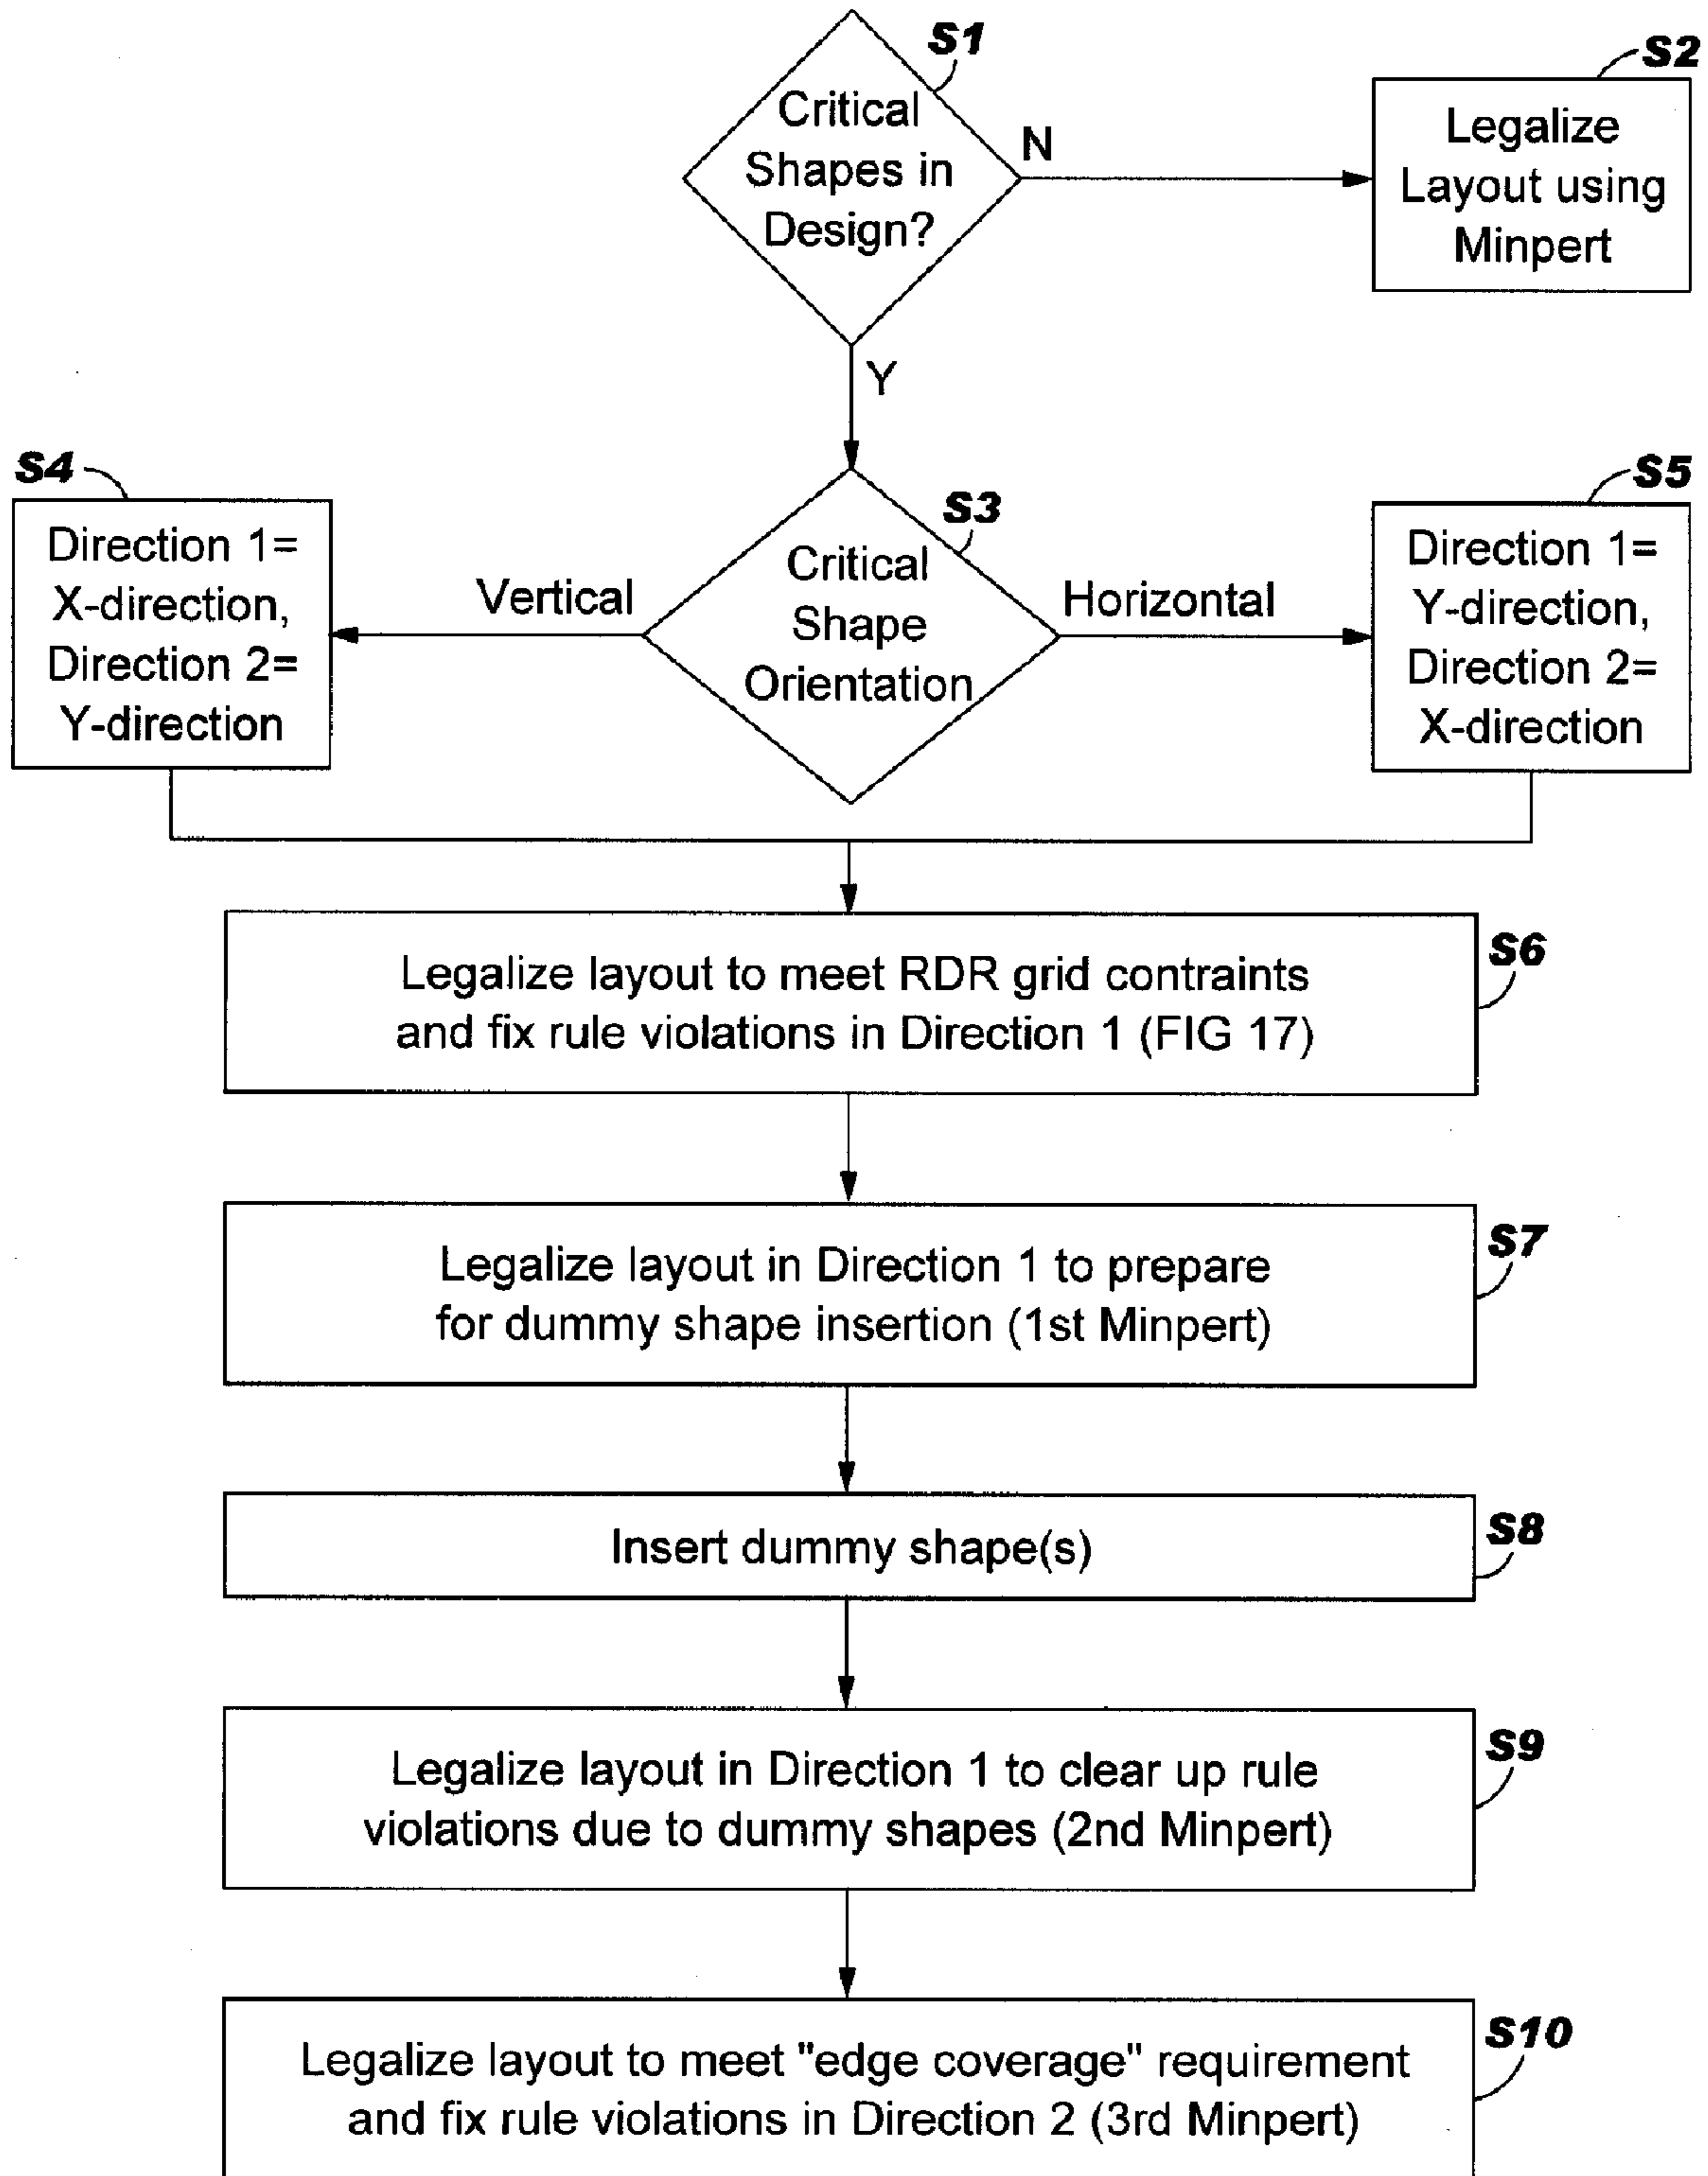 S1
Critical
Shapes in
Design?
N
S2
Legalize
Layout using
Minpert
Y
S4
Direction 1=
X-direction,
Direction 2=
Y-direction
Vertical
S3
Critical
Shape
Orientation
Horizontal
S5
Direction 1=
Y-direction,
Direction 2=
X-direction
Legalize layout to meet RDR grid contraints
and fix rule violations in Direction 1 (FIG 17)
S6
Legalize layout in Direction 1 to prepare
for dummy shape insertion (1st Minpert)
S7
Insert dummy shape(s)
S8
Legalize layout in Direction 1 to clear up rule
violations due to dummy shapes (2nd Minpert)
S9
Legalize layout to meet "edge coverage" requirement
and fix rule violations in Direction 2 (3rd Minpert)
S10